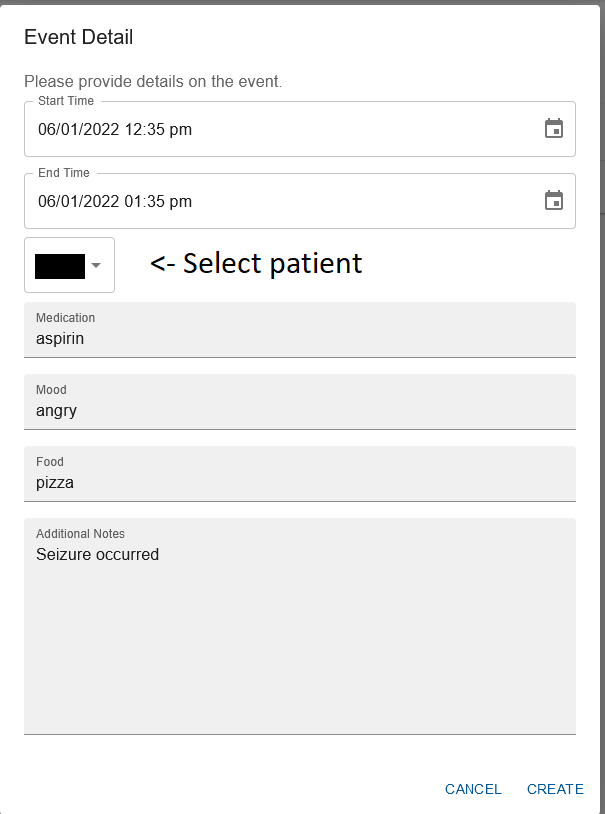 Event Detail
Please provide details on the event.
Start Time
06/01/2022 12:35 pm
End Time
06/01/2022 01:35 pm
<- Select patient
Medication
aspirin
Mood
angry
Food
pizza
Additional Notes
Seizure occurred
CANCEL CREATE